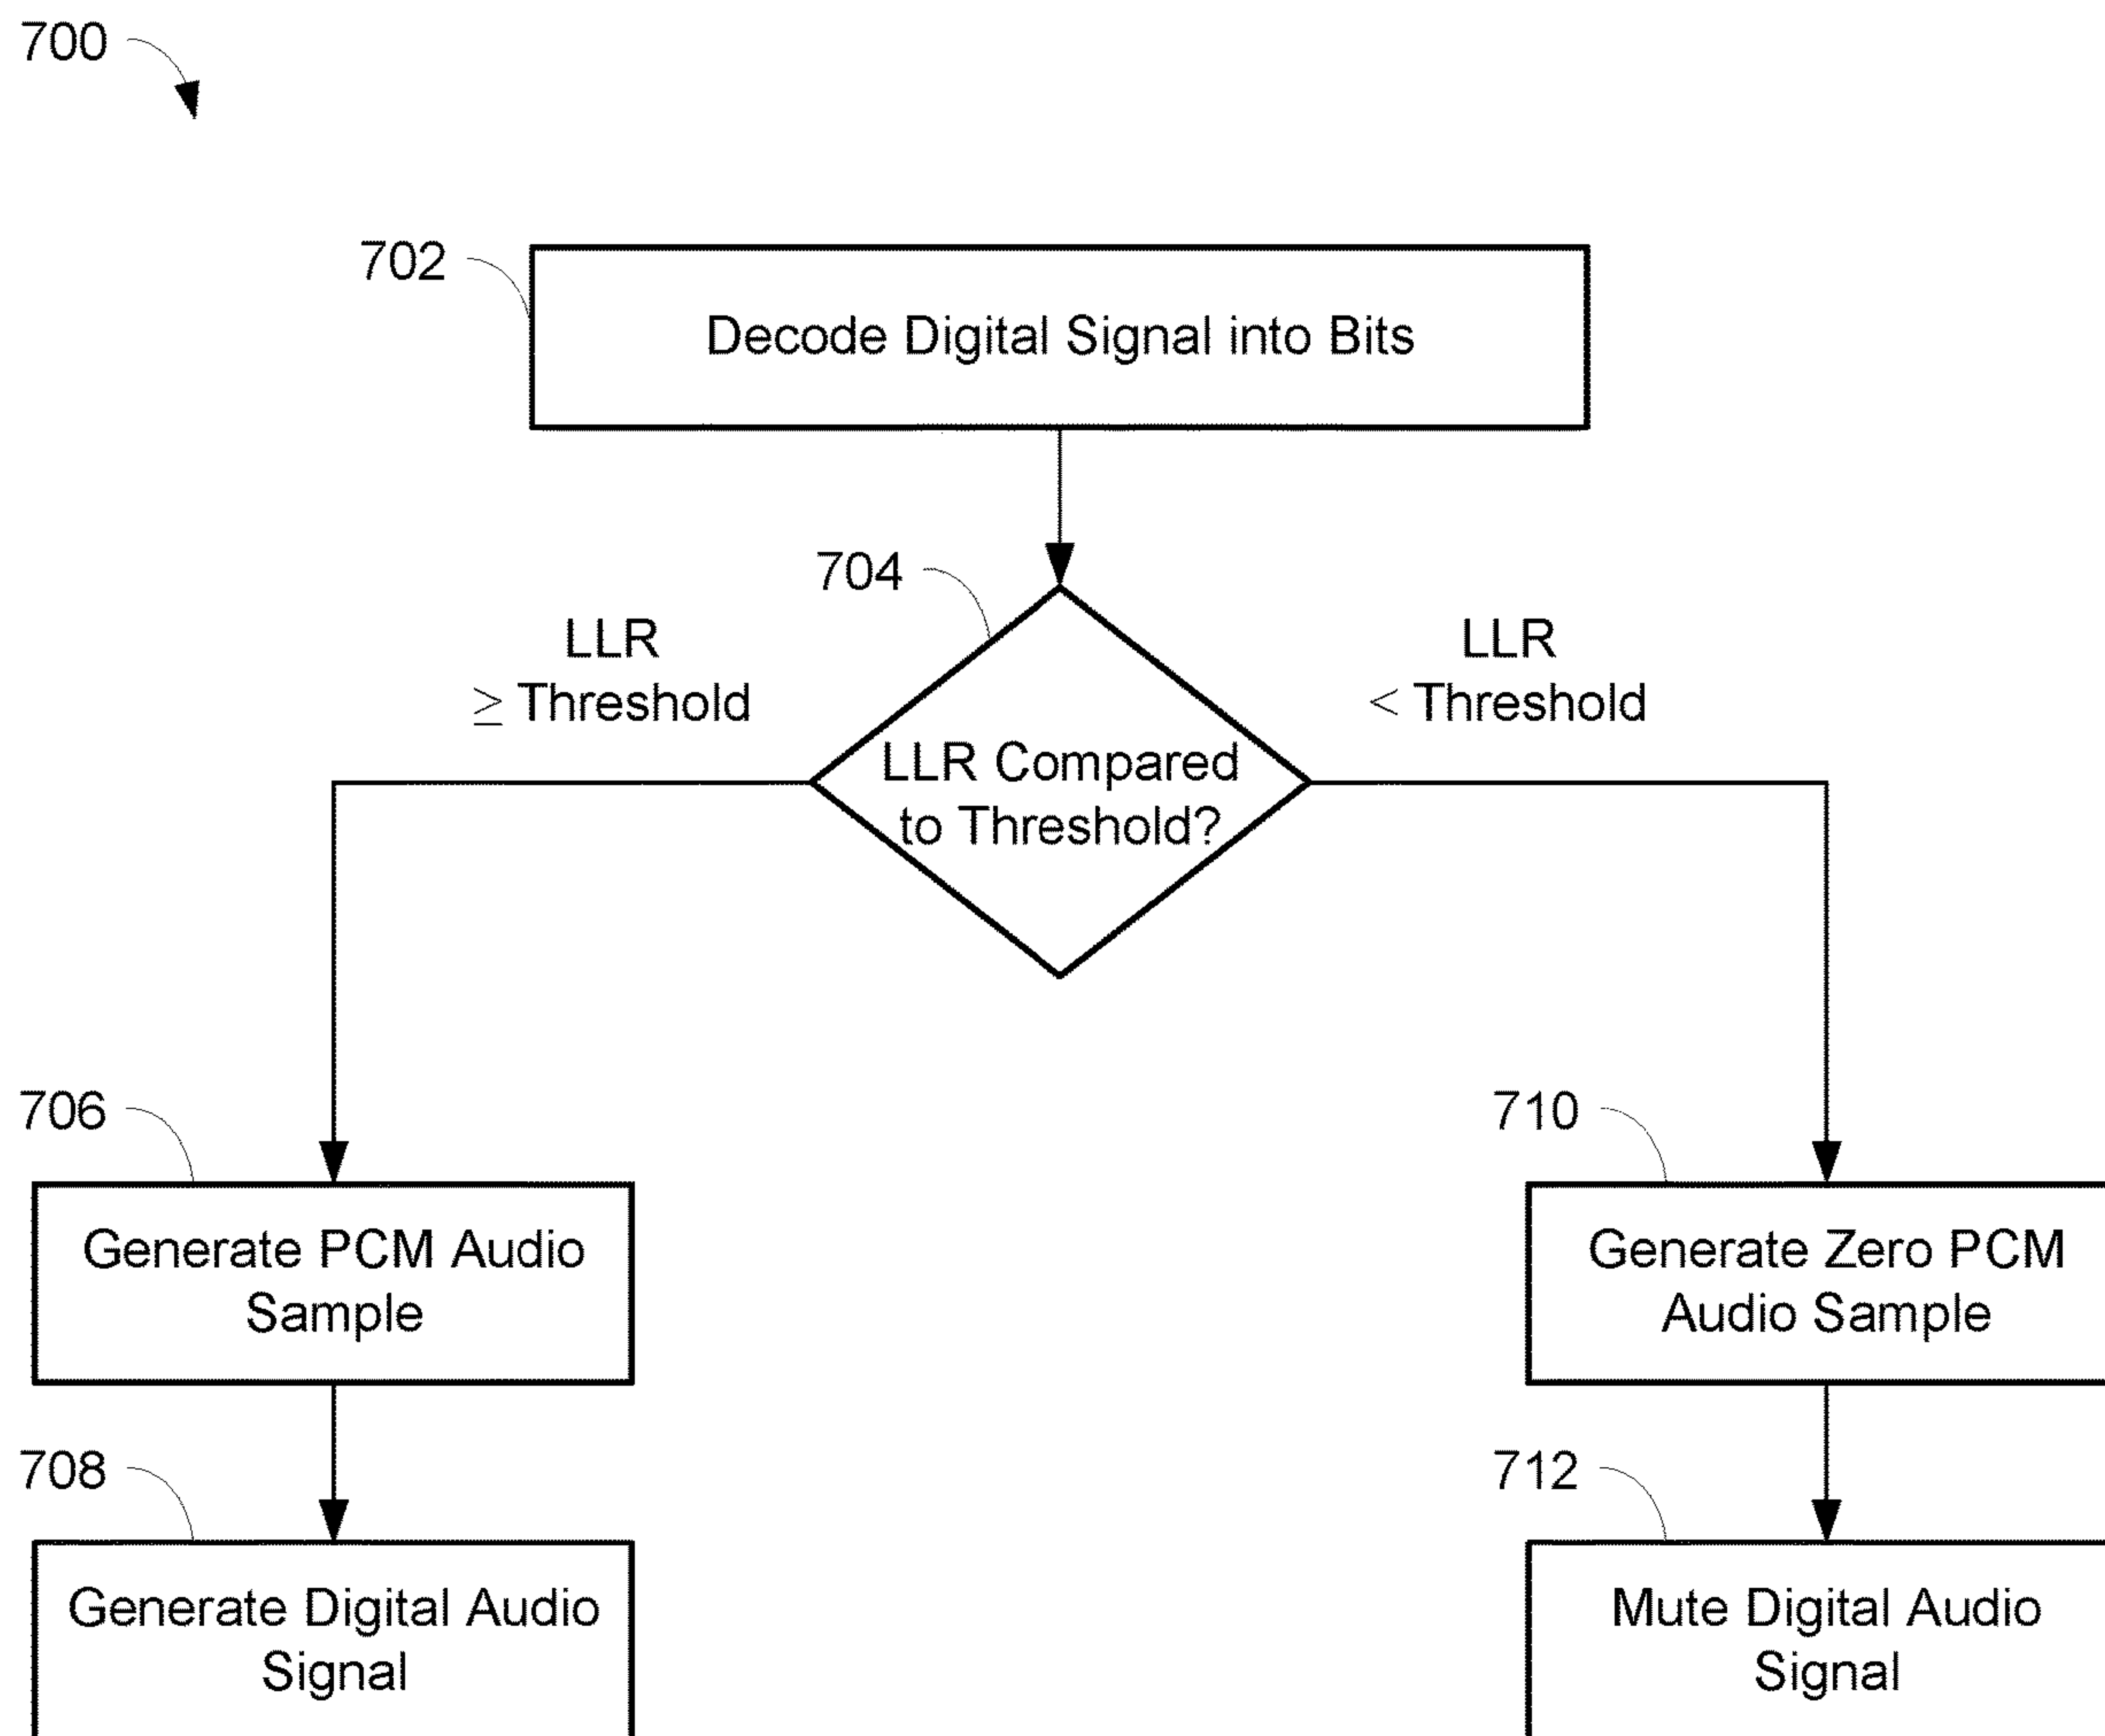 700
702
Decode Digital Signal into Bits
704
LLR
≥ Threshold
LLR
< Threshold
LLR Compared
to Threshold?
706
Generate PCM Audio
Sample
710
Generate Zero PCM
Audio Sample
708
Generate Digital Audio
Signal
712
Mute Digital Audio
Signal